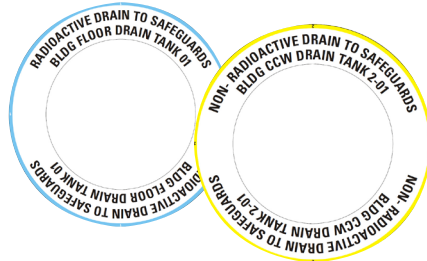 RADIOACTIVE DRAIN TO SAFEGUARDS
BLDG FLOOR DRAIN TANK 01
NON- RADIOACTIVE DRAIN TO SAFEGUARDS
BLDG CCW DRAIN TANK 2-01
DIOACTIVE DRAIN TO SAFEGUARDS
BLDG FLOOR DRAIN TANK 01
NON- RADIOACTIVE DRAIN TO SAFEGUARDS
BLDG CCW DRAIN TANK 2-01